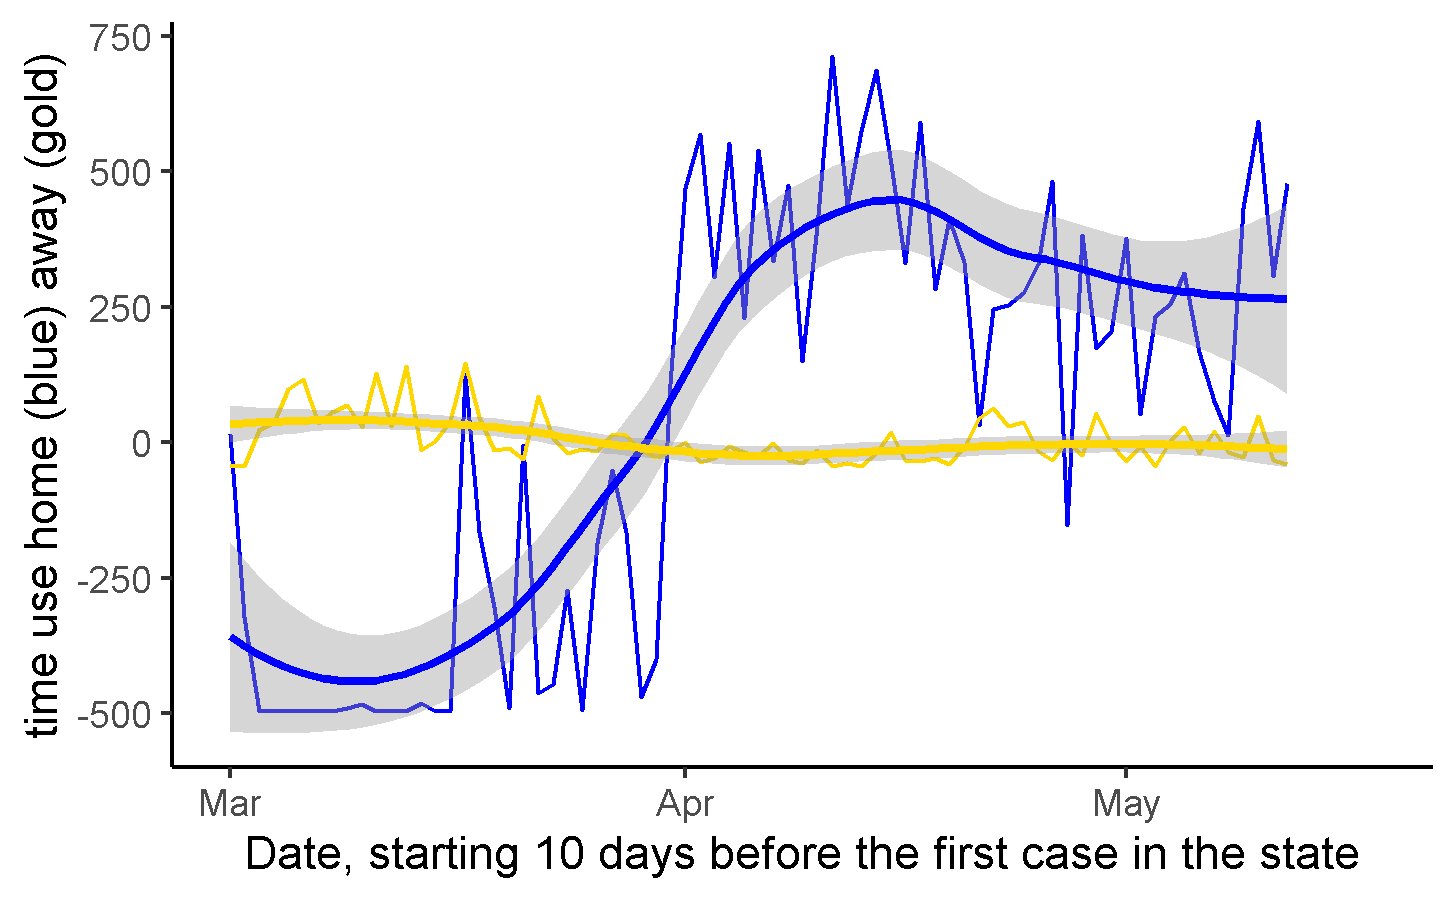 time use home (blue) away (gold)
750
500
250
0
-250
-500
Mar
Apr
May
Date, starting 10 days before the first case in the state